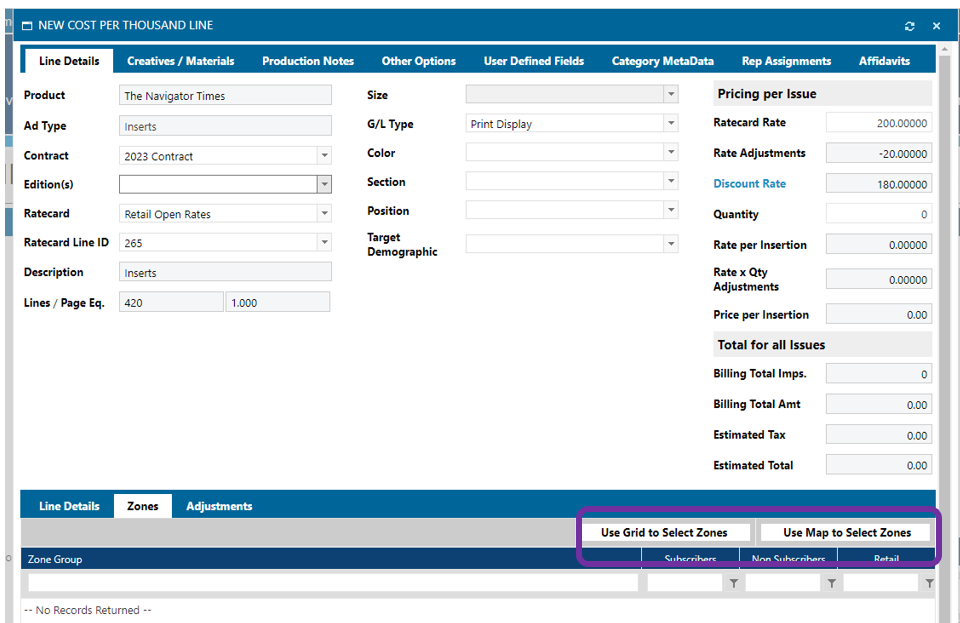 NEW COST PER THOUSAND LINE
Line Details Creatives / Materials Production Notes Other Options User Defined Fields Category MetaData Rep Assignments Affidavits
Product The Navigator Times
Ad Type Inserts
Contract 2023 Contract
Edition(s)
Ratecard Retail Open Rates
Ratecard Line ID 265
Description Inserts
Lines / Page Eq. 420 1.000
Size
G/L Type Print Display
Color
Section
Position
Target
Demographic
Pricing per Issue
Ratecard Rate 200.00000
Rate Adjustments -20.00000
Discount Rate 180.00000
Quantity 0
Rate per Insertion 0.00000
Rate x Qty
Adjustments 0.00000
Price per Insertion 0.00
Total for all Issues
Billing Total Imps. 0
Billing Total Amt 0.00
Estimated Tax 0.00
Estimated Total 0.00
Line Details Zones Adjustments
Use Grid to Select Zones Use Map to Select Zones
Zone Group Subscribers Non Subscribers Retail
-- No Records Returned --